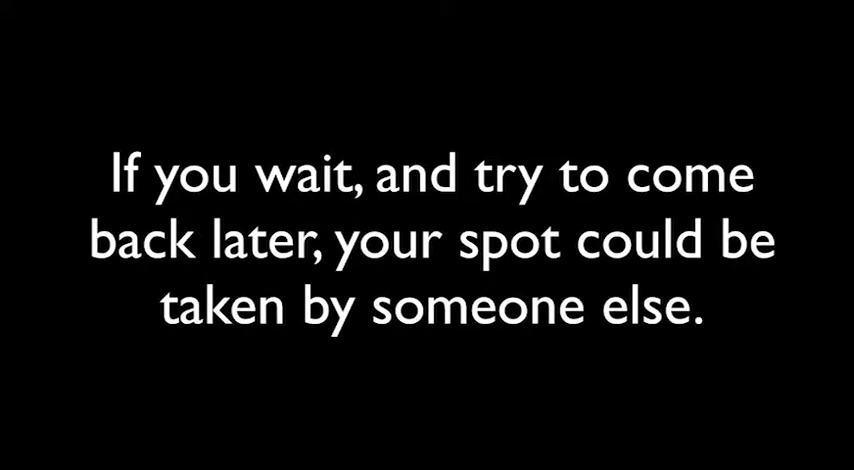 If you wait, and try to come
back later, your spot could be
taken by someone else.